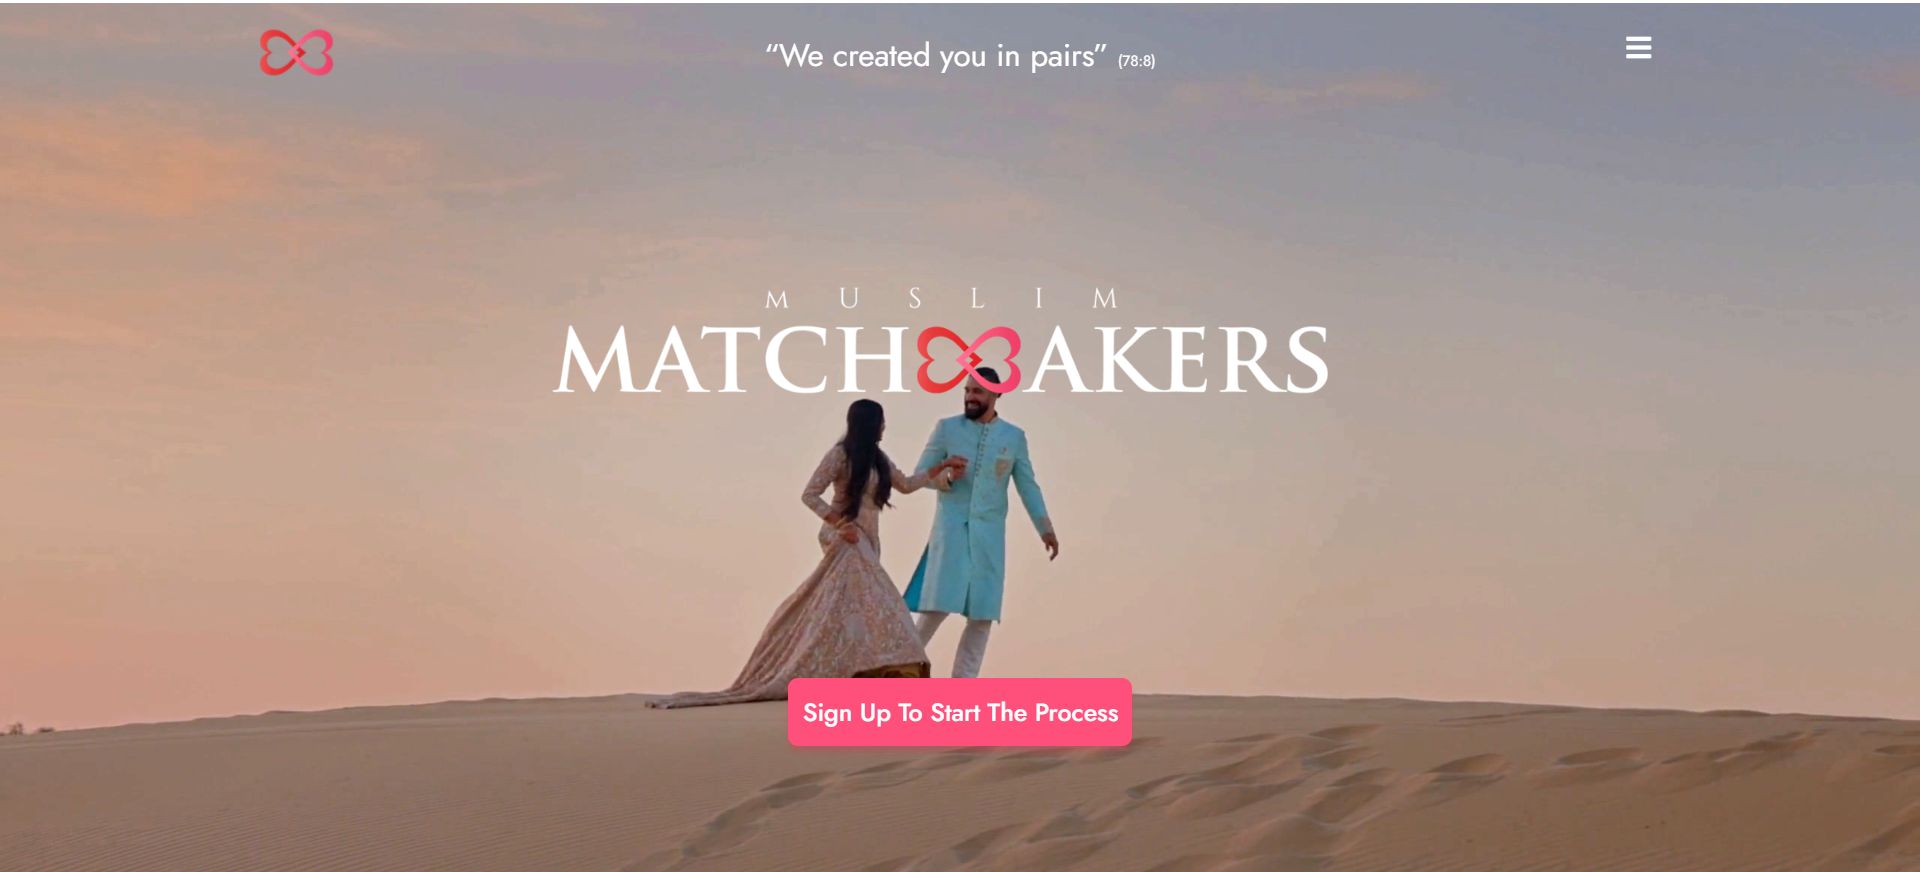 “We created you in pairs” (78:8)
MUSLIM
MATCHMAKERS
Sign Up To Start The Process